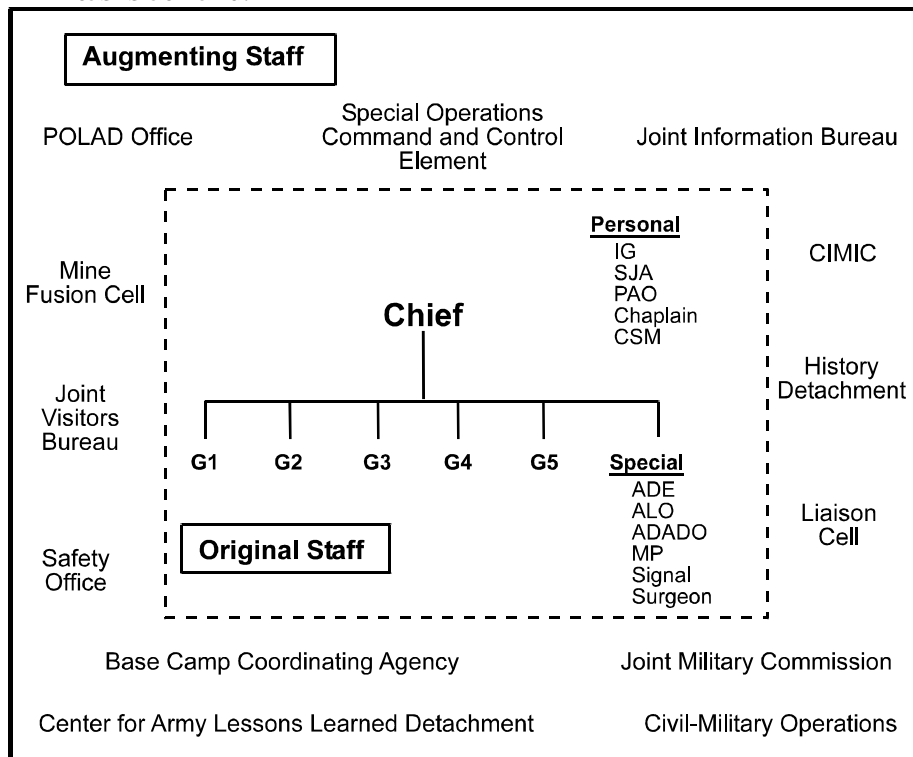 Augmenting Staff
POLAD Office
Special Operations
Command and Control
Element
Joint Information Bureau
Mine
Fusion Cell
Personal
IG
SJA
PAO
Chaplain
CSM
CIMIC
Chief
Joint
Visitors
Bureau
History
Detachment
G1 G2 G3 G4 G5
Special
ADE
ALO
ADADO
MP
Signal
Surgeon
Original Staff
Liaison
Cell
Safety
Office
Base Camp Coordinating Agency
Joint Military Commission
Center for Army Lessons Learned Detachment
Civil-Military Operations